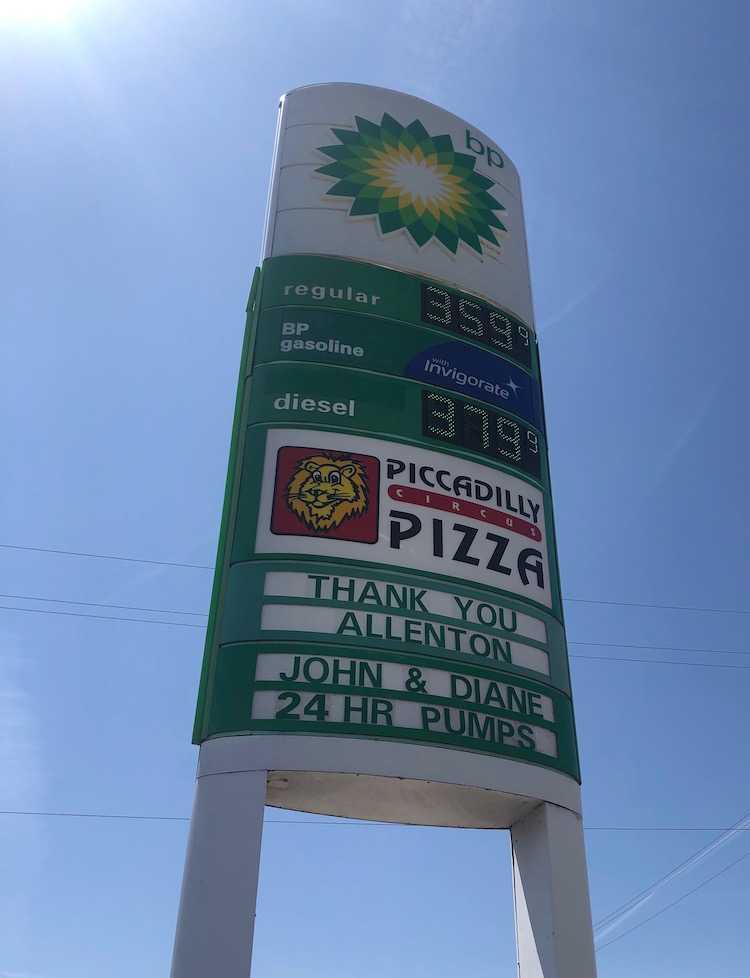 bp
regular 359 9
BP
gasoline
with
Invigorate
diesel 379 9
PICCADILLY
CIRCUS
PIZZA
THANK YOU
ALLENTON
JOHN & DIANE
24 HR PUMPS